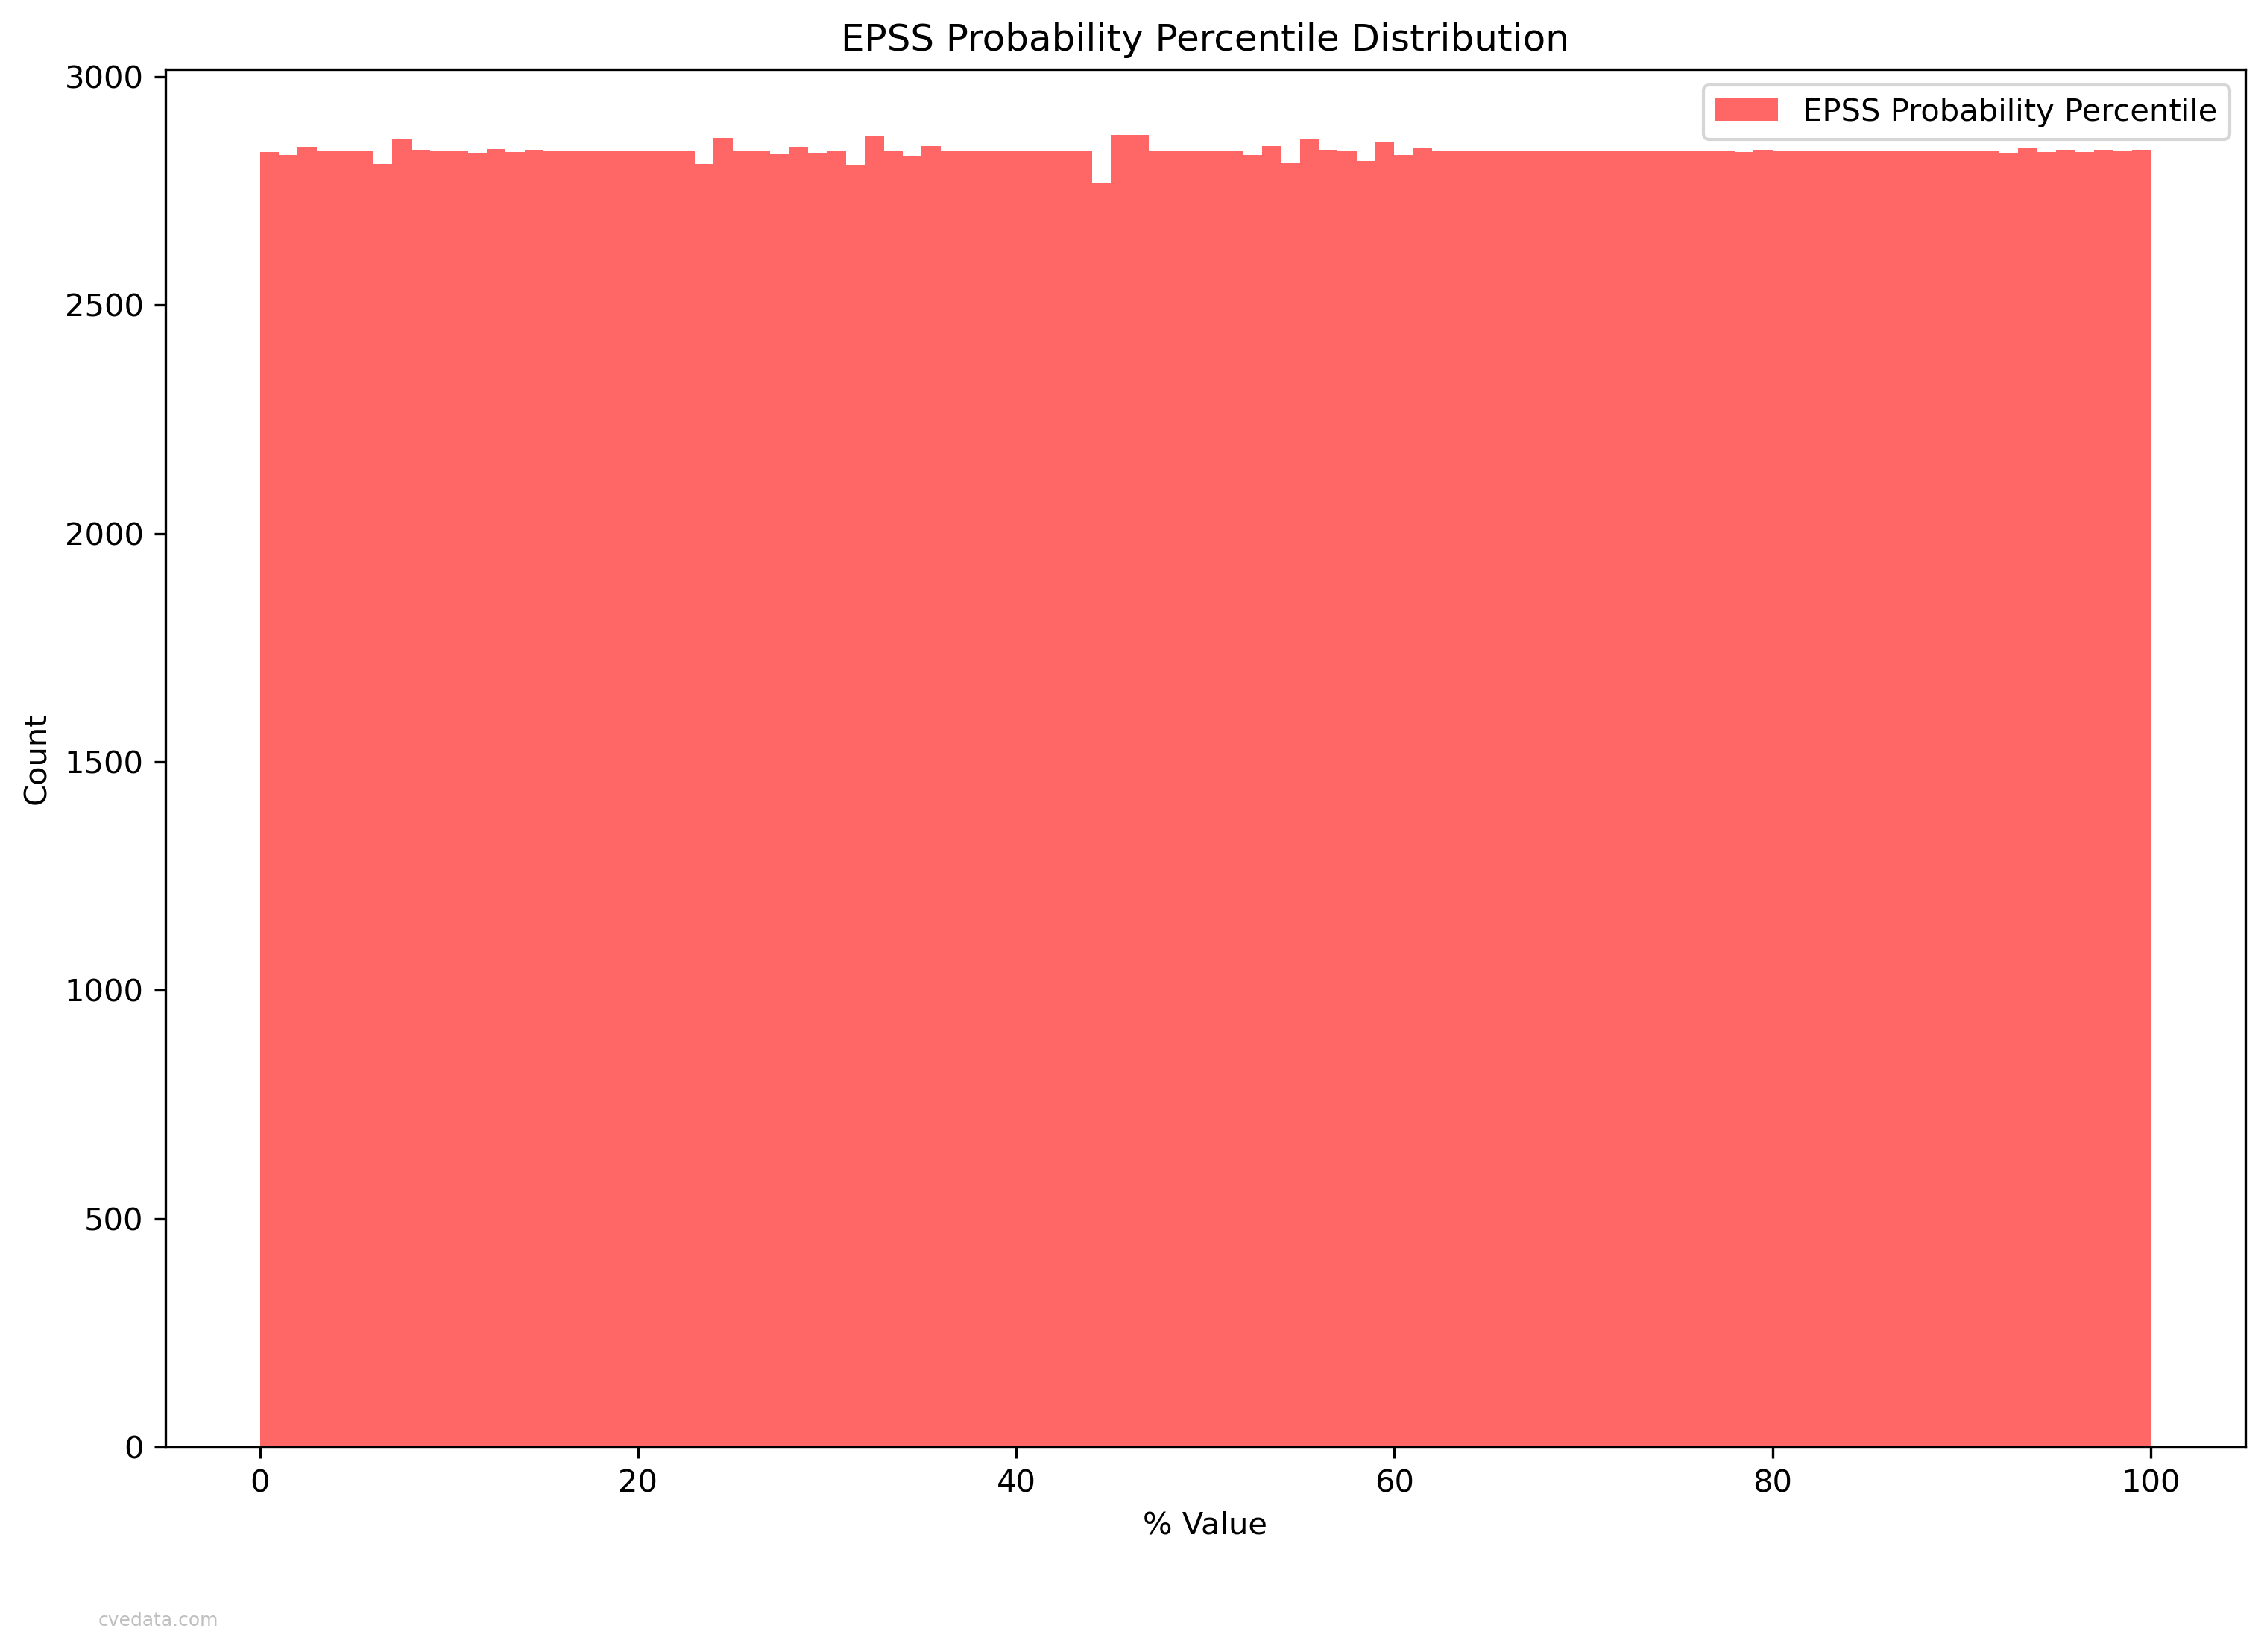 EPSS Probability Percentile Distribution
3000
EPSS Probability Percentile
2500
2000
1500
1000
500
0
Count
0 20 40 60 80 100
% Value
cvedata.com